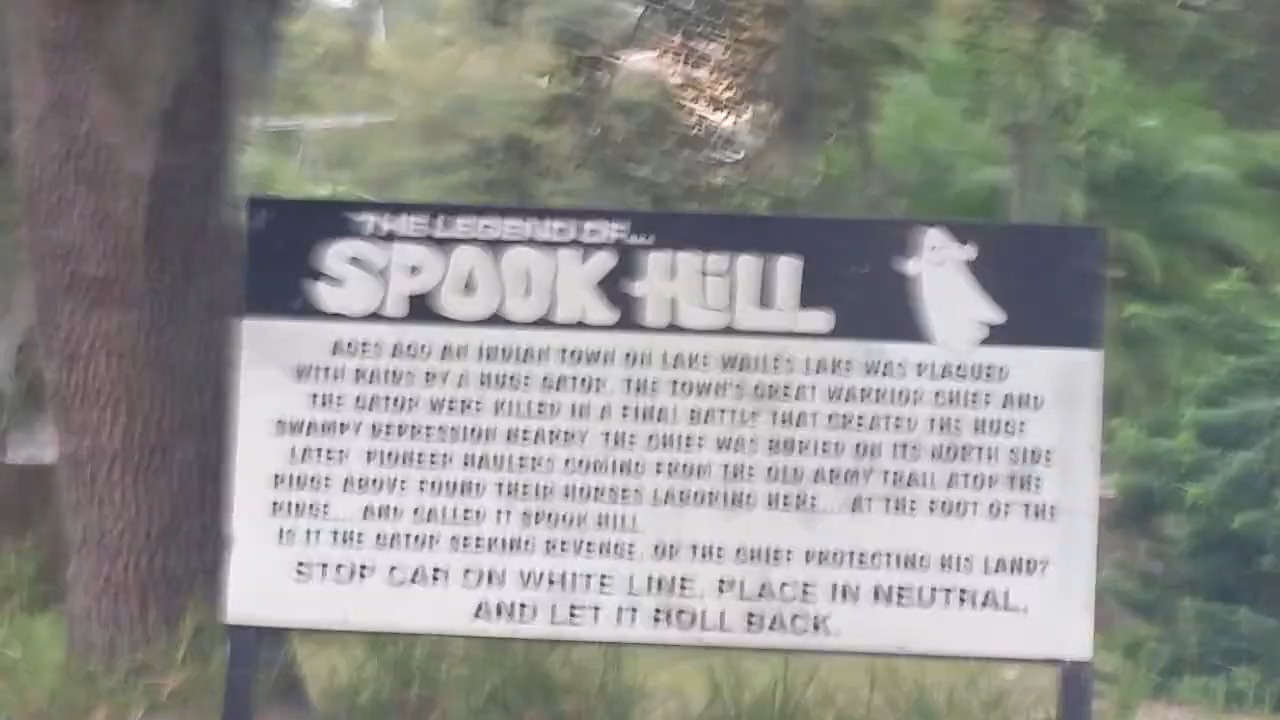 THE LEGEND OF...
SPOOK HILL
AGES AGO AN INDIAN TOWN ON LAKE WAILES LAKE WAS PLAGUED
WITH RAIDS BY A HUGE GATOR. THE TOWN'S GREAT WARRIOR CHIEF AND
THE GATOR WERE KILLED IN A FINAL BATTLE THAT CREATED THE HUGE
SWAMPY DEPRESSION NEARBY. THE CHIEF WAS BURIED ON ITS NORTH SIDE
LATER PIONEER HAULERS COMING FROM THE OLD ARMY TRAIL ATOP THE
RIDGE ABOVE FOUND THEIR HORSES LABORING HERE... AT THE FOOT OF THE
RIDGE... AND CALLED IT SPOOK HILL
IS IT THE GATOR SEEKING REVENGE, OR THE CHIEF PROTECTING HIS LAND?
STOP CAR ON WHITE LINE, PLACE IN NEUTRAL,
AND LET IT ROLL BACK.